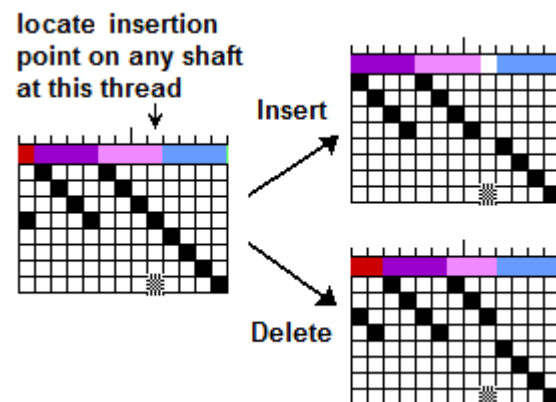 locate insertion
point on any shaft
at this thread
Insert
Delete